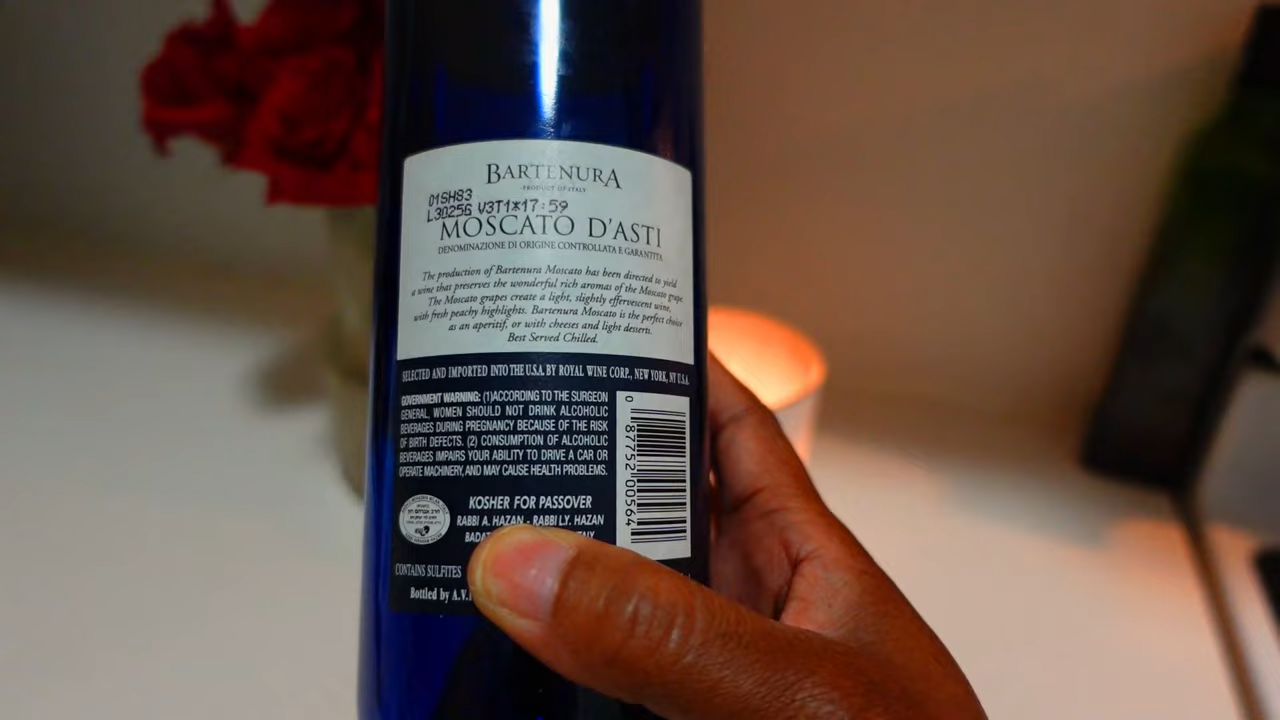 BARTENURA
-PRODUCT OF ITALY
01SH83
L30256 V3T1*17:59
MOSCATO D'ASTI
DENOMINAZIONE DI ORIGINE CONTROLLATA E GARANTITA
The production of Bartenura Moscato has been directed to yield
a wine that preserves the wonderful rich aromas of the Moscato grape.
The Moscato grapes create a light, slightly effervescent wine,
with fresh peachy highlights. Bartenura Moscato is the perfect choice
as an aperitif, or with cheeses and light desserts.
Best Served Chilled.
SELECTED AND IMPORTED INTO THE U.S.A. BY ROYAL WINE CORP., NEW YORK, NY U.S.A.
GOVERNMENT WARNING: (1)ACCORDING TO THE SURGEON
GENERAL, WOMEN SHOULD NOT DRINK ALCOHOLIC
BEVERAGES DURING PREGNANCY BECAUSE OF THE RISK
OF BIRTH DEFECTS. (2) CONSUMPTION OF ALCOHOLIC
BEVERAGES IMPAIRS YOUR ABILITY TO DRIVE A CAR OR
OPERATE MACHINERY, AND MAY CAUSE HEALTH PROBLEMS.
0 87752 00564
KOSHER FOR PASSOVER
RABBI A. HAZAN - RABBI L.Y. HAZAN
CONTAINS SULFITES
Bottled by A.V.